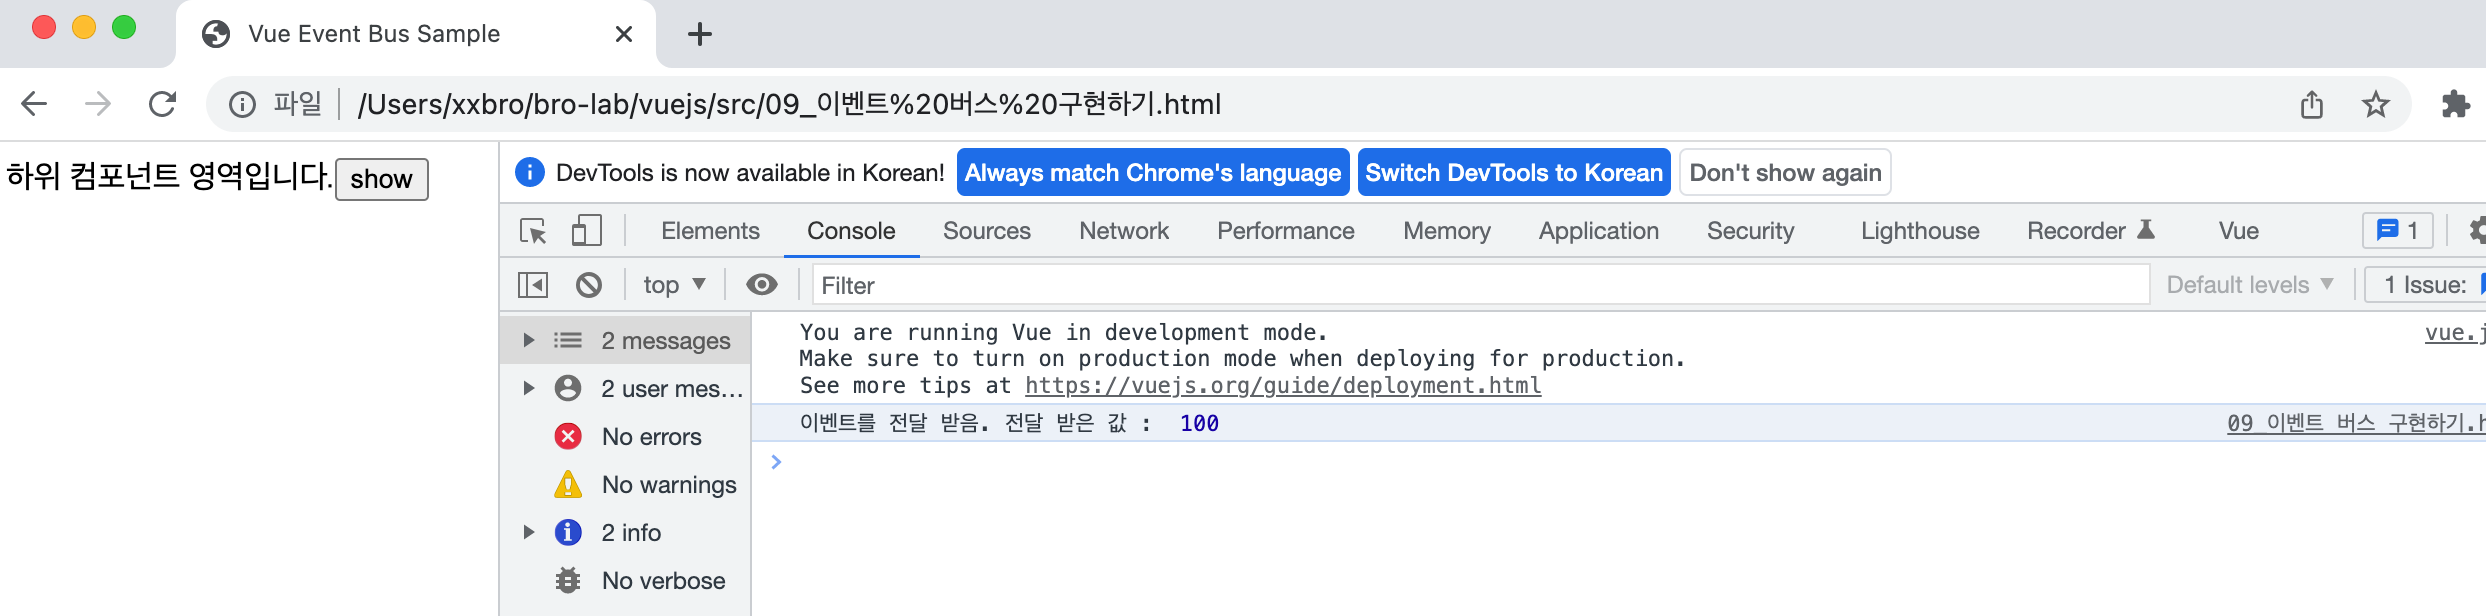 Vue Event Bus Sample
파일 /Users/xxbro/bro-lab/vuejs/src/09_이벤트%20버스%20구현하기.html
하위 컴포넌트 영역입니다. show
DevTools is now available in Korean! Always match Chrome's language Switch DevTools to Korean Don't show again
Elements Console Sources Network Performance Memory Application Security Lighthouse Recorder Vue 1
top Filter Default levels 1 Issue:
2 messages
2 user mes...
No errors
No warnings
2 info
No verbose
You are running Vue in development mode. vue.j
Make sure to turn on production mode when deploying for production.
See more tips at https://vuejs.org/guide/deployment.html
이벤트를 전달 받음. 전달 받은 값 : 100 09_이벤트 버스 구현하기.h